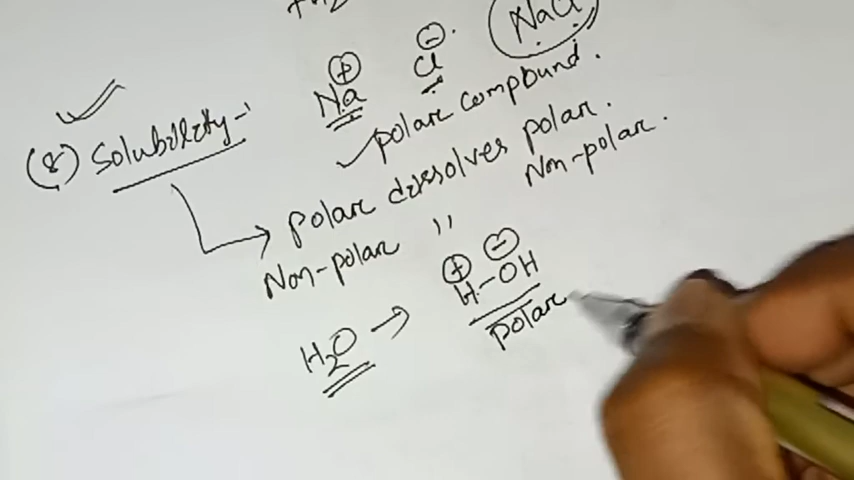 NaCl
+ −
Na Cl
polar compound.
(8) Solubility -
Polar dissolves polar.
Non-polar " Non-polar.
+ −
H2O → H-OH
Polar